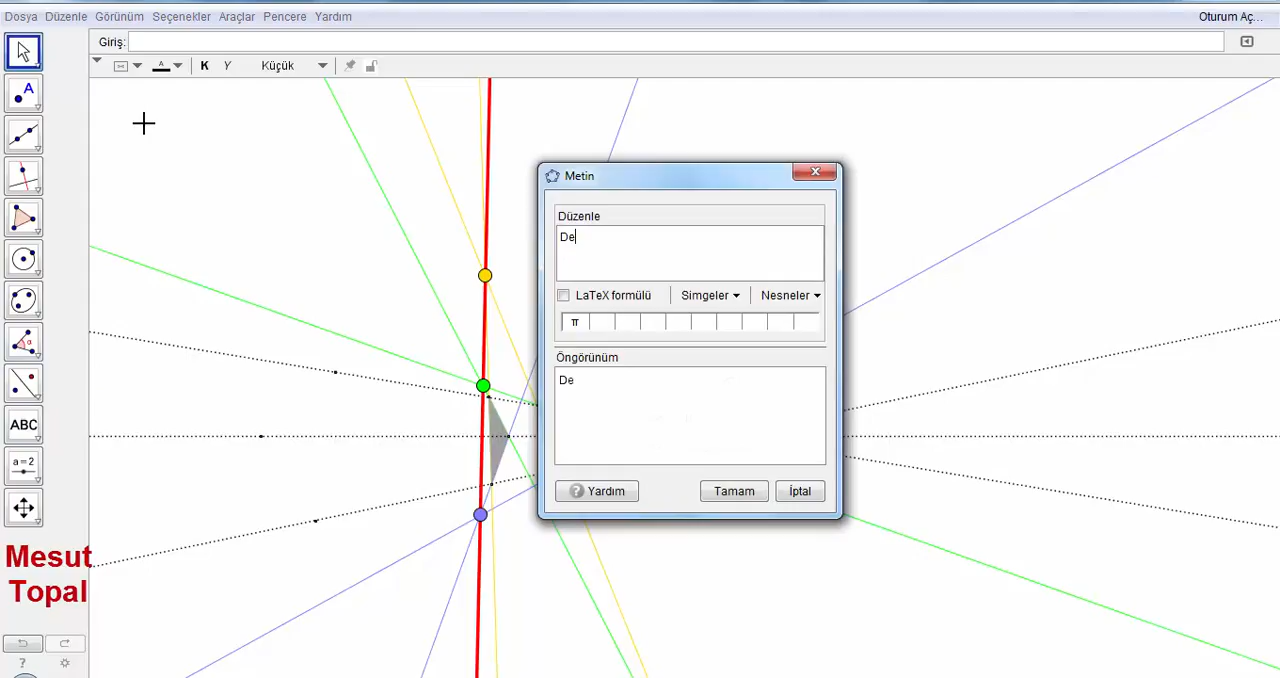 Dosya Düzenle Görünüm Seçenekler Araçlar Pencere Yardım Oturum Aç...
Giriş:
A K Y Küçük
A
Metin
Düzenle
De
LaTeX formülü Simgeler Nesneler
π
Öngörünüm
De
α
ABC
a=2
? Yardım Tamam İptal
Mesut
Topal
?